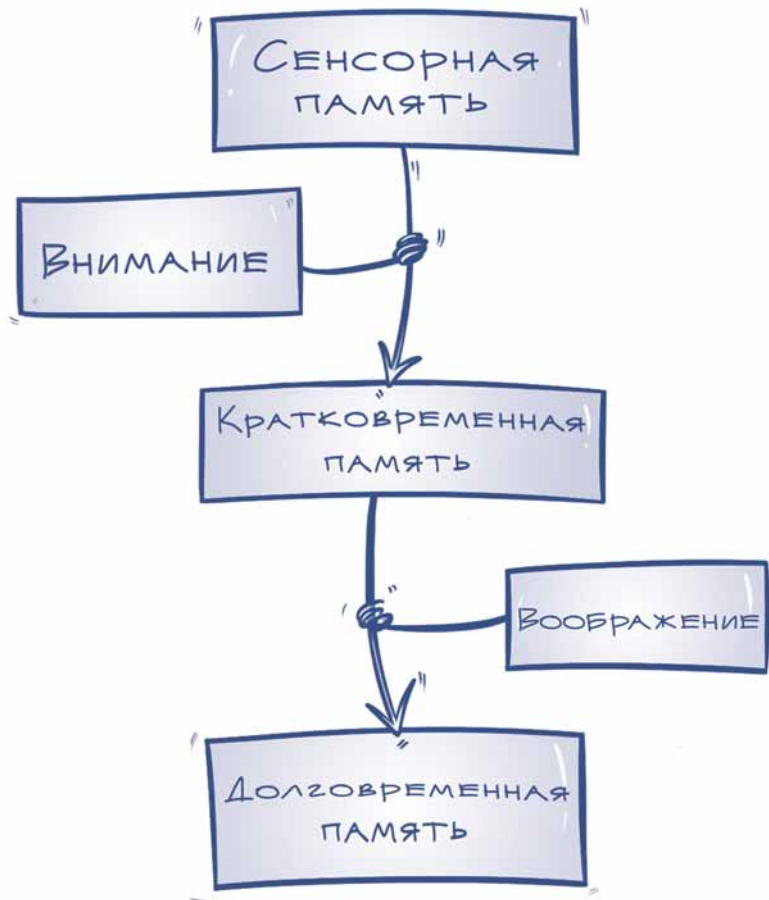 Сенсорная
память
Внимание
Кратковременная
память
Воображение
Долговременная
память